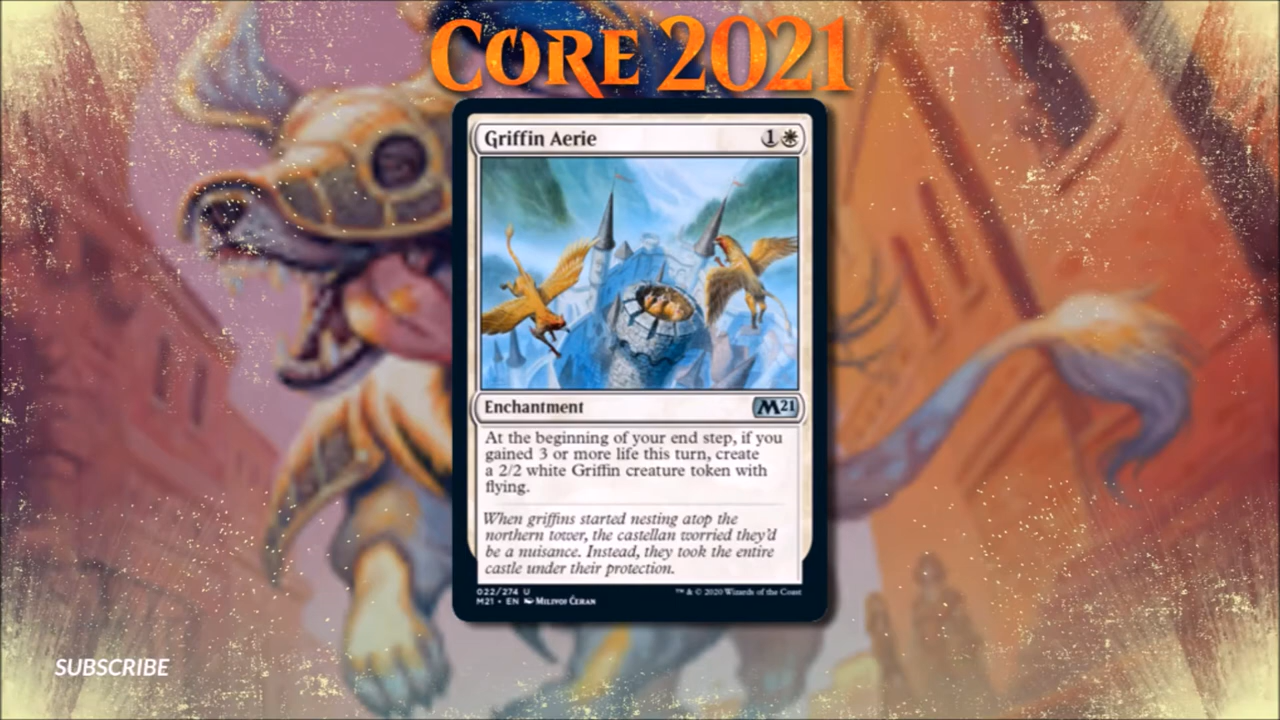 CORE 2021
Griffin Aerie 1
Enchantment M21
At the beginning of your end step, if you
gained 3 or more life this turn, create
a 2/2 white Griffin creature token with
flying.
When griffins started nesting atop the
northern tower, the castellan worried they'd
be a nuisance. Instead, they took the entire
castle under their protection.
022/274 U
M21 • EN MILIVOJ ĆERAN
™ & © 2020 Wizards of the Coast
SUBSCRIBE